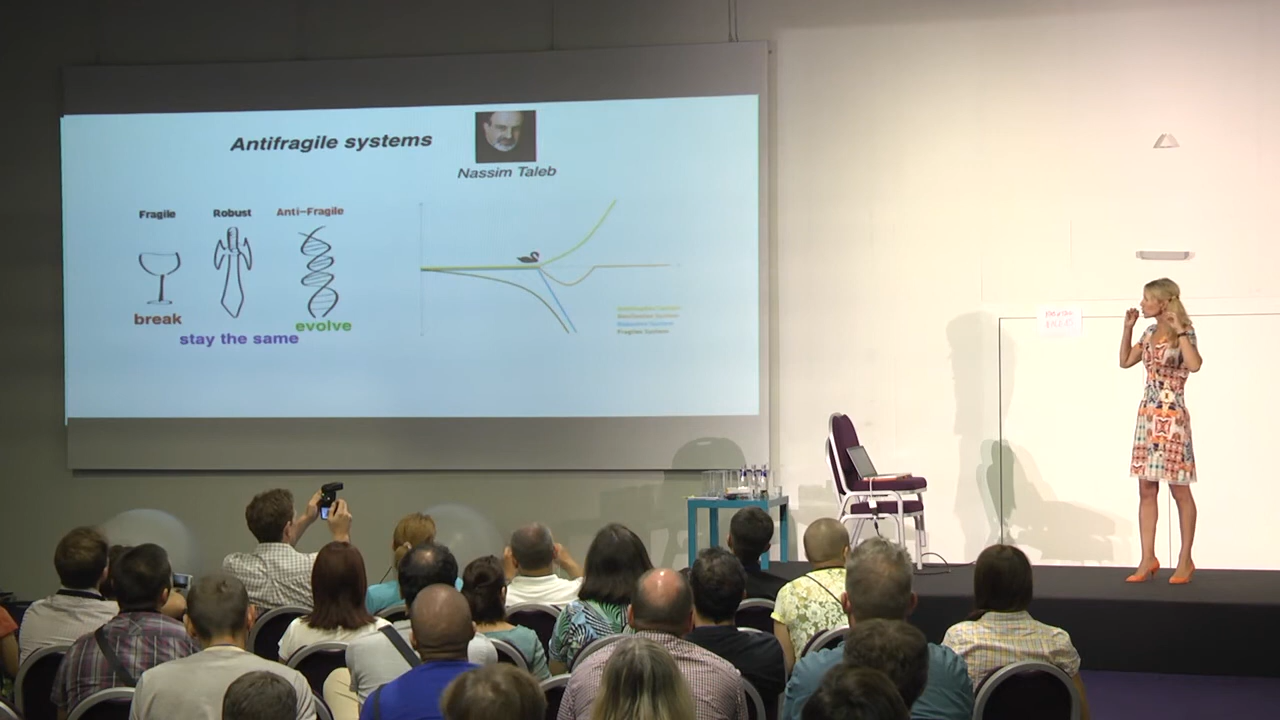 Antifragile systems
Nassim Taleb
Fragile
Robust
Anti-Fragile
break
stay the same
evolve